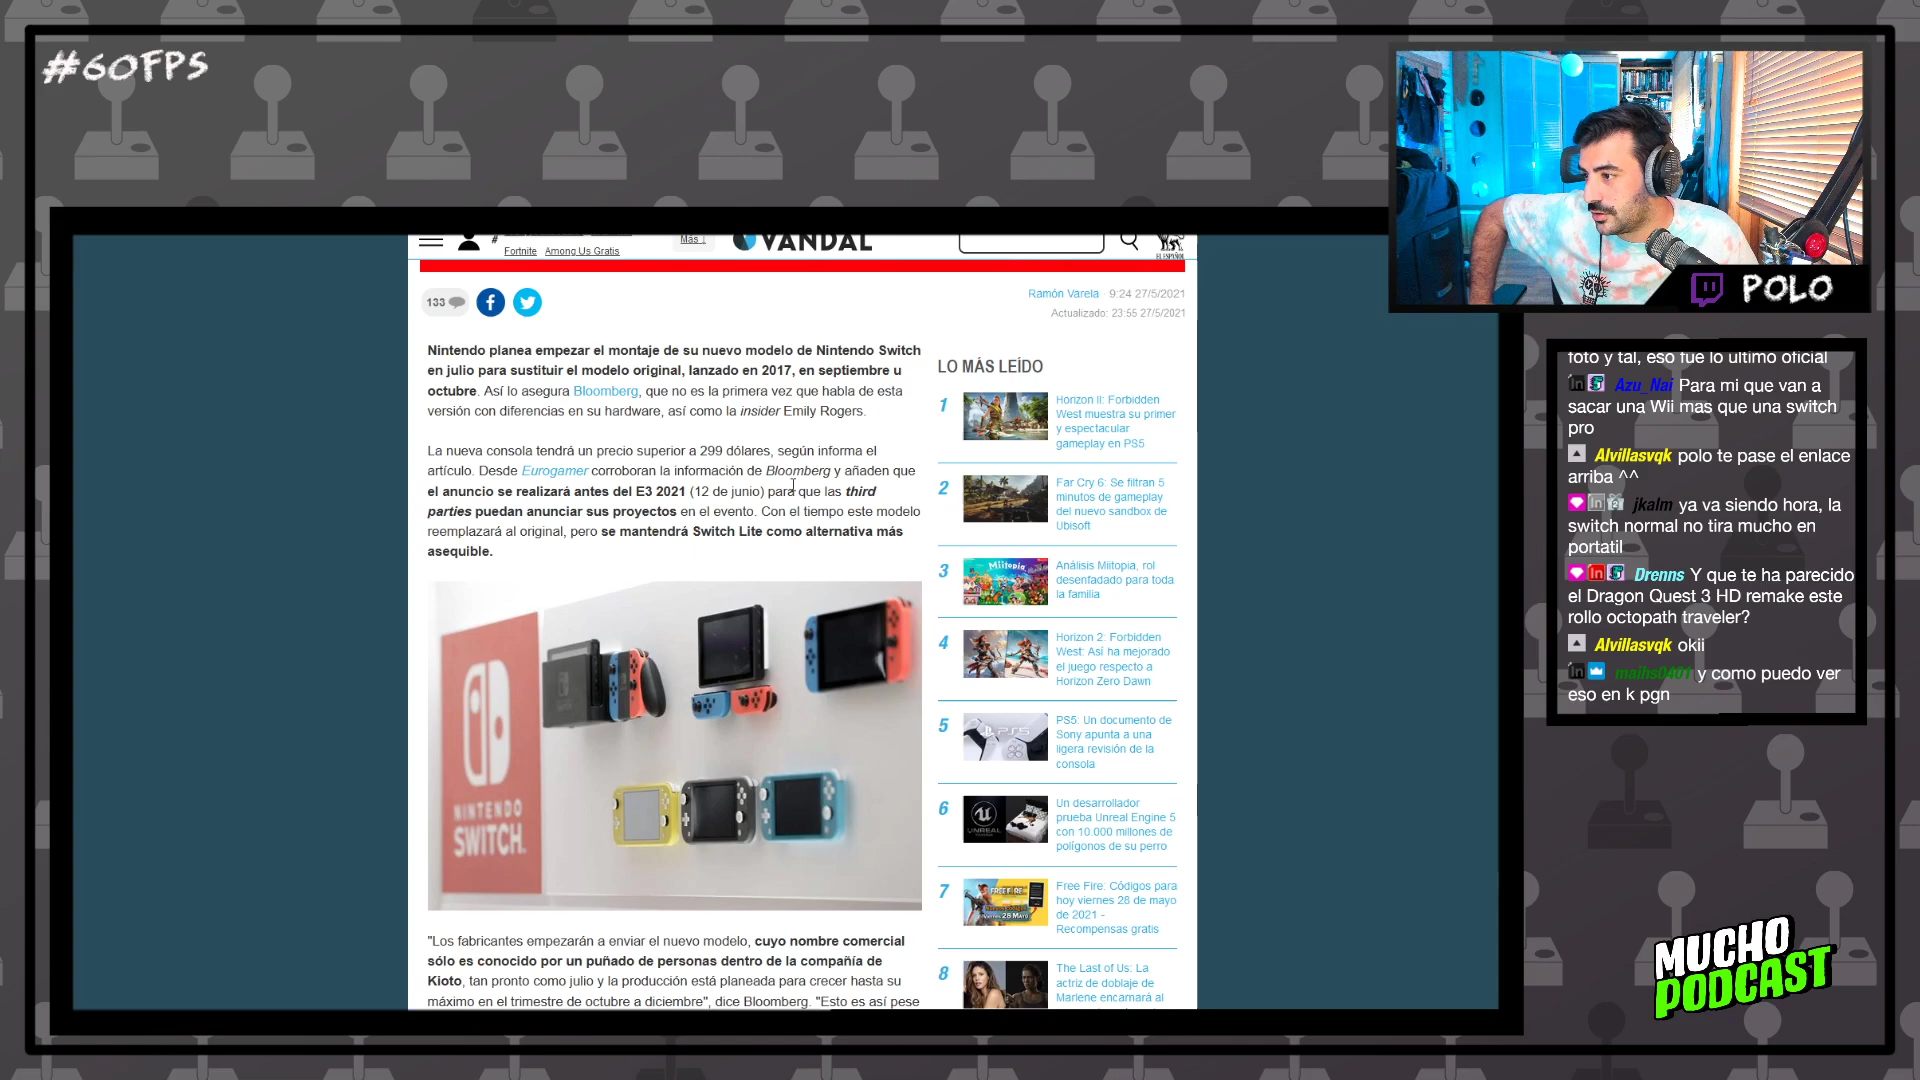 #60FPS
#
Más ↓
VANDAL
EL ESPAÑOL
Fortnite Among Us Gratis
133
Ramón Varela · 9:24 27/5/2021
Actualizado: 23:55 27/5/2021
Nintendo planea empezar el montaje de su nuevo modelo de Nintendo Switch
en julio para sustituir el modelo original, lanzado en 2017, en septiembre u
octubre. Así lo asegura Bloomberg, que no es la primera vez que habla de esta
versión con diferencias en su hardware, así como la insider Emily Rogers.
La nueva consola tendrá un precio superior a 299 dólares, según informa el
artículo. Desde Eurogamer corroboran la información de Bloomberg y añaden que
el anuncio se realizará antes del E3 2021 (12 de junio) para que las third
parties puedan anunciar sus proyectos en el evento. Con el tiempo este modelo
reemplazará al original, pero se mantendrá Switch Lite como alternativa más
asequible.
NINTENDO
SWITCH.
"Los fabricantes empezarán a enviar el nuevo modelo, cuyo nombre comercial
sólo es conocido por un puñado de personas dentro de la compañía de
Kioto, tan pronto como julio y la producción está planeada para crecer hasta su
máximo en el trimestre de octubre a diciembre", dice Bloomberg. "Esto es así pese
LO MÁS LEÍDO
1
Horizon II: Forbidden
West muestra su primer
y espectacular
gameplay en PS5
2
Far Cry 6: Se filtran 5
minutos de gameplay
del nuevo sandbox de
Ubisoft
3
Miitopia
Análisis Miitopia, rol
desenfadado para toda
la familia
4
Horizon 2: Forbidden
West: Así ha mejorado
el juego respecto a
Horizon Zero Dawn
5
PS5
PS5: Un documento de
Sony apunta a una
ligera revisión de la
consola
6
UNREAL
Un desarrollador
prueba Unreal Engine 5
con 10.000 millones de
polígonos de su perro
7
FREE FIRE
28 MAYO
Free Fire: Códigos para
hoy viernes 28 de mayo
de 2021 -
Recompensas gratis
8
The Last of Us: La
actriz de doblaje de
Marlene encarnará al
POLO
foto y tal, eso fue lo ultimo oficial
Azu_Nai Para mi que van a
sacar una Wii mas que una switch
pro
Alvillasvqk polo te pase el enlace
arriba ^^
jkalm ya va siendo hora, la
switch normal no tira mucho en
portatil
Drenns Y que te ha parecido
el Dragon Quest 3 HD remake este
rollo octopath traveler?
Alvillasvqk okii
maihs0401 y como puedo ver
eso en k pgn
MUCHO
PODCAST